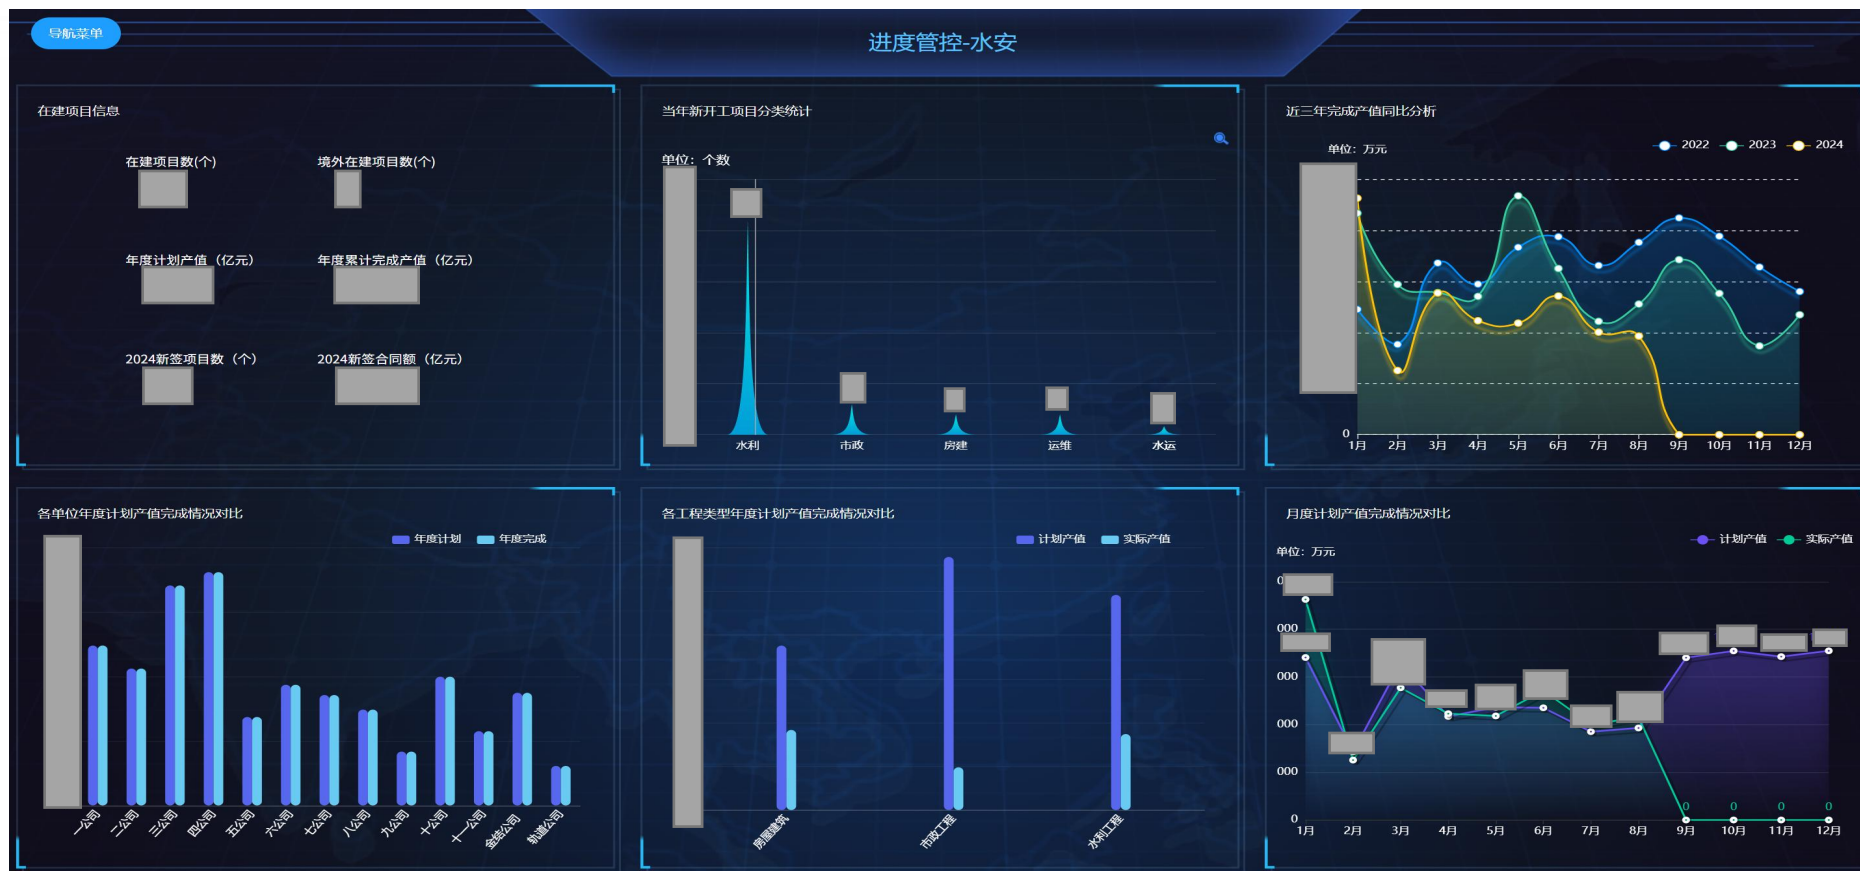 导航菜单
进度管控-水安
在建项目信息
在建项目数(个)
境外在建项目数(个)
年度计划产值（亿元）
年度累计完成产值（亿元）
2024新签项目数（个）
2024新签合同额（亿元）
当年新开工项目分类统计
单位：个数
水利
市政
房建
运维
水运
近三年完成产值同比分析
单位：万元
2022
2023
2024
0
1月
2月
3月
4月
5月
6月
7月
8月
9月
10月
11月
12月
各单位年度计划产值完成情况对比
年度计划
年度完成
一公司
二公司
三公司
四公司
五公司
六公司
七公司
八公司
九公司
十公司
十一公司
金结公司
轨道公司
各工程类型年度计划产值完成情况对比
计划产值
实际产值
房屋建筑
市政工程
水利工程
月度计划产值完成情况对比
计划产值
实际产值
单位：万元
000
000
000
000
0
0
0
0
0
1月
2月
3月
4月
5月
6月
7月
8月
9月
10月
11月
12月